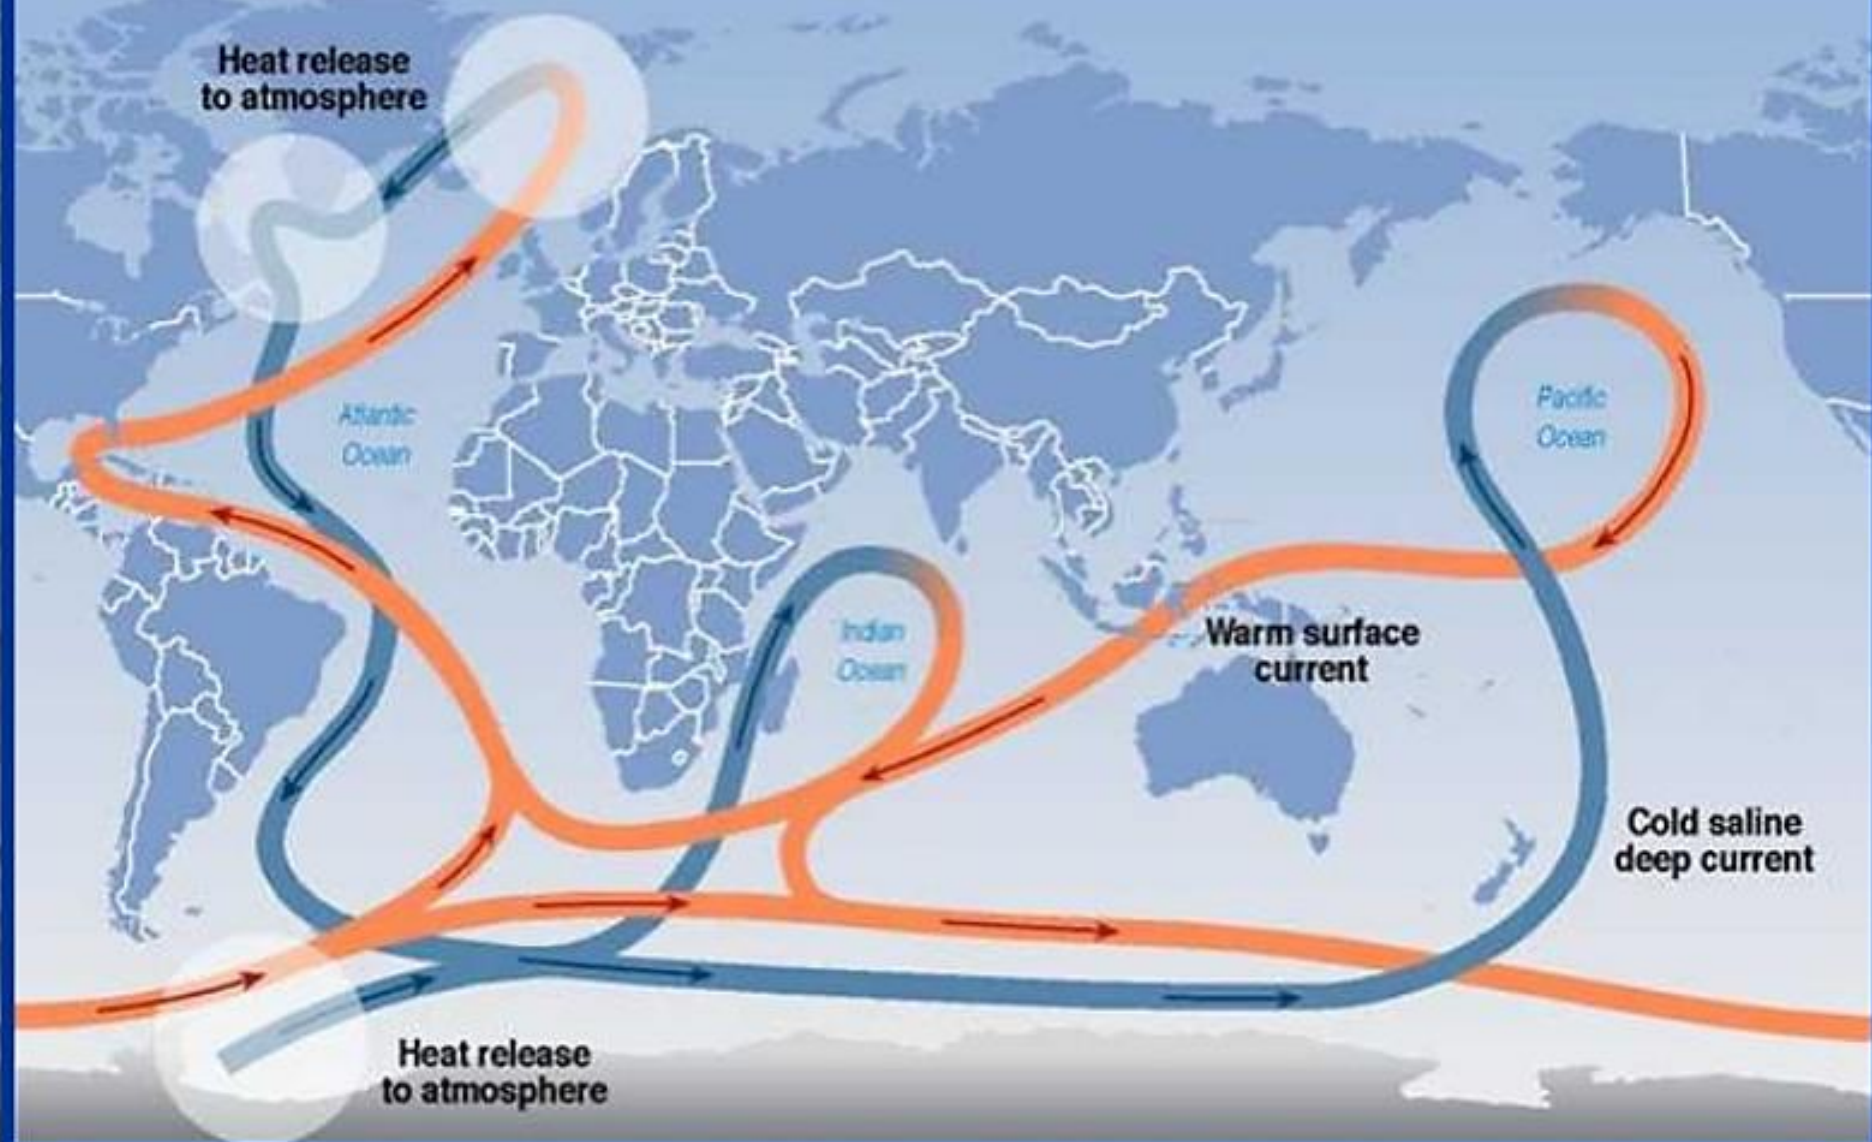 Heat release
to atmosphere
Atlantic
Ocean
Pacific
Ocean
Indian
Ocean
Warm surface
current
Cold saline
deep current
Heat release
to atmosphere